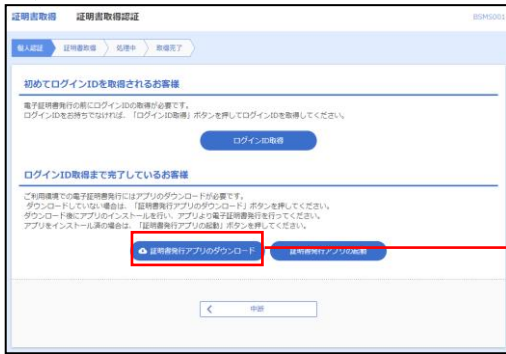 証明書取得 証明書取得認証 BSMS001
個人認証 証明書取得 処理中 取得完了
初めてログインIDを取得されるお客様
電子証明書発行の前にログインIDの取得が必要です。
ログインIDをお持ちでなければ、「ログインID取得」ボタンを押してログインIDを取得してください。
ログインID取得
ログインID取得まで完了しているお客様
ご利用環境での電子証明書発行にはアプリのダウンロードが必要です。
ダウンロードしていない場合は、「証明書発行アプリのダウンロード」ボタンを押してください。
ダウンロード後にアプリのインストールを行い、アプリより電子証明書発行を行ってください。
アプリをインストール済の場合は、「証明書発行アプリの起動」ボタンを押してください。
証明書発行アプリのダウンロード 証明書発行アプリの起動
中断